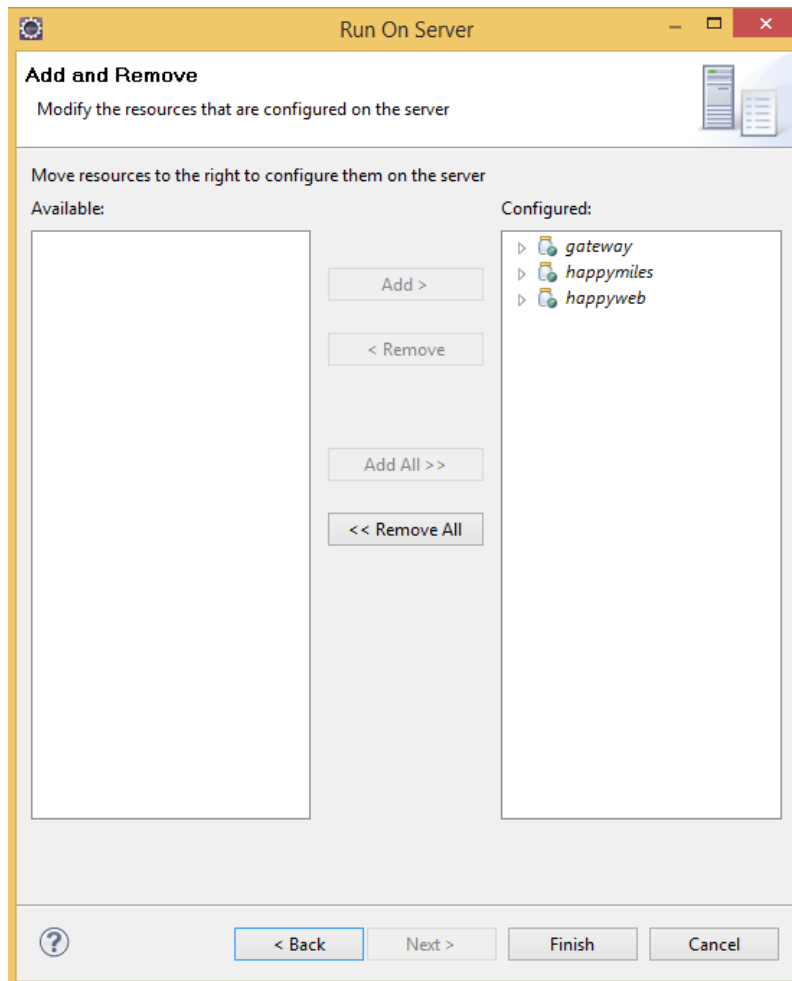 Run On Server
Add and Remove
Modify the resources that are configured on the server
Move resources to the right to configure them on the server
Available:
Configured:
gateway
happymiles
happyweb
Add >
< Remove
Add All >>
<< Remove All
?
< Back
Next >
Finish
Cancel